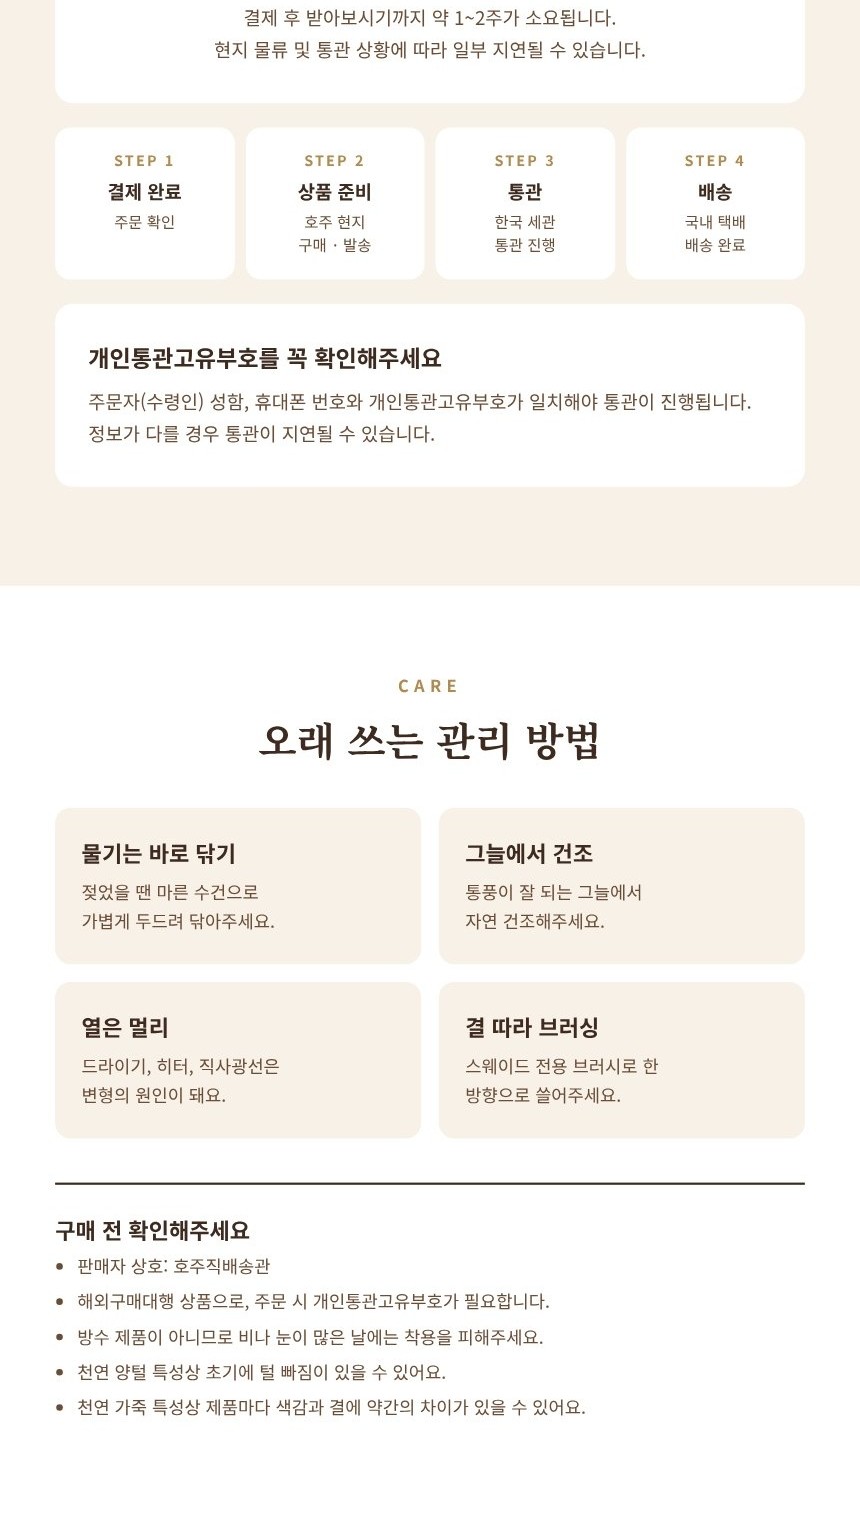 결제 후 받아보시기까지 약 1~2주가 소요됩니다.
현지 물류 및 통관 상황에 따라 일부 지연될 수 있습니다.
STEP 1
결제 완료
주문 확인
STEP 2
상품 준비
호주 현지
구매 · 발송
STEP 3
통관
한국 세관
통관 진행
STEP 4
배송
국내 택배
배송 완료
개인통관고유부호를 꼭 확인해주세요
주문자(수령인) 성함, 휴대폰 번호와 개인통관고유부호가 일치해야 통관이 진행됩니다.
정보가 다를 경우 통관이 지연될 수 있습니다.
CARE
오래 쓰는 관리 방법
물기는 바로 닦기
젖었을 땐 마른 수건으로
가볍게 두드려 닦아주세요.
그늘에서 건조
통풍이 잘 되는 그늘에서
자연 건조해주세요.
열은 멀리
드라이기, 히터, 직사광선은
변형의 원인이 돼요.
결 따라 브러싱
스웨이드 전용 브러시로 한
방향으로 쓸어주세요.
구매 전 확인해주세요
• 판매자 상호: 호주직배송관
• 해외구매대행 상품으로, 주문 시 개인통관고유부호가 필요합니다.
• 방수 제품이 아니므로 비나 눈이 많은 날에는 착용을 피해주세요.
• 천연 양털 특성상 초기에 털 빠짐이 있을 수 있어요.
• 천연 가죽 특성상 제품마다 색감과 결에 약간의 차이가 있을 수 있어요.